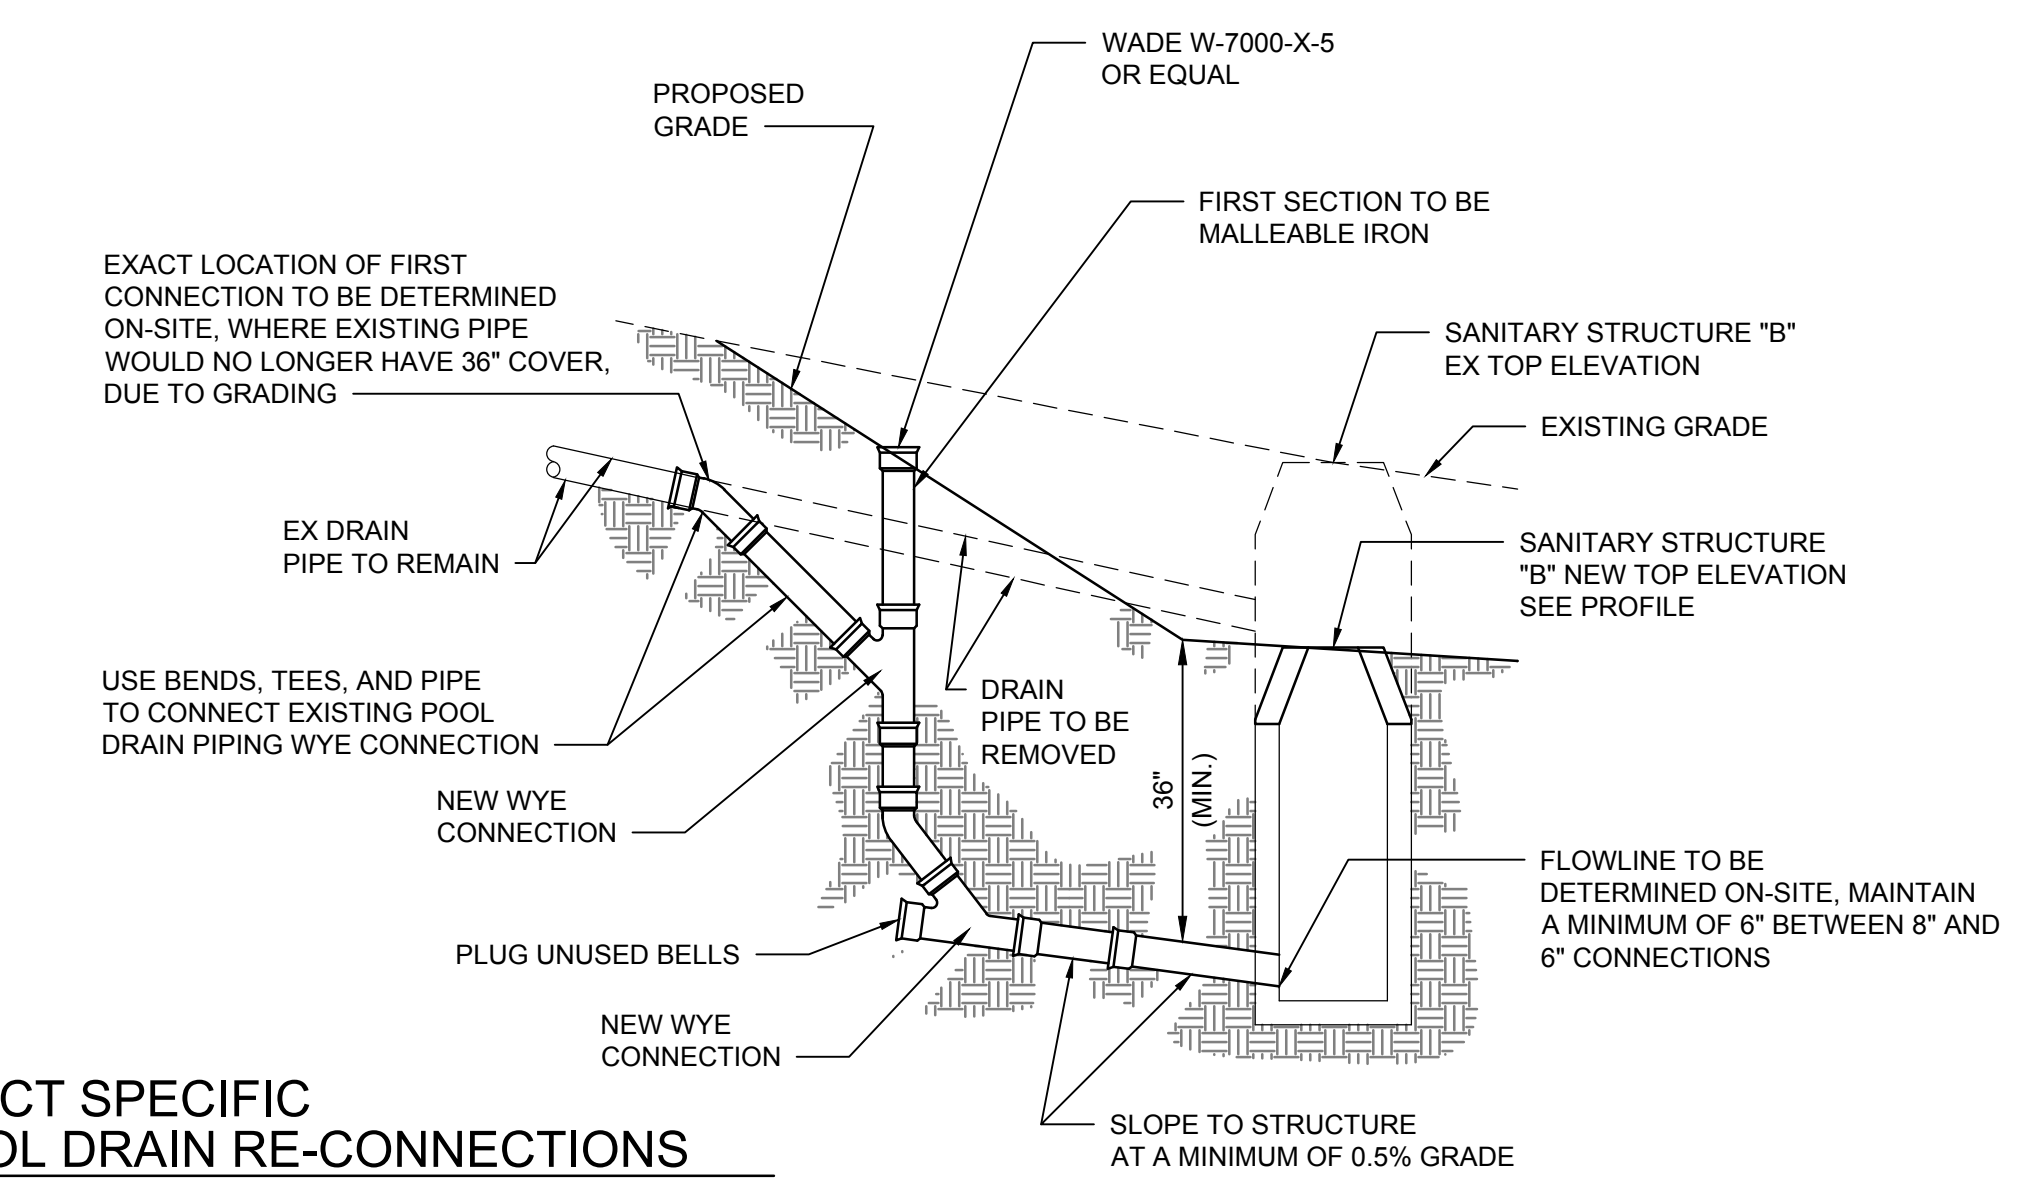 WADE W-7000-X-5
OR EQUAL
PROPOSED
GRADE
FIRST SECTION TO BE
MALLEABLE IRON
EXACT LOCATION OF FIRST
CONNECTION TO BE DETERMINED
ON-SITE, WHERE EXISTING PIPE
WOULD NO LONGER HAVE 36" COVER,
DUE TO GRADING
SANITARY STRUCTURE "B"
EX TOP ELEVATION
EXISTING GRADE
EX DRAIN
PIPE TO REMAIN
SANITARY STRUCTURE
"B" NEW TOP ELEVATION
SEE PROFILE
USE BENDS, TEES, AND PIPE
TO CONNECT EXISTING POOL
DRAIN PIPING WYE CONNECTION
DRAIN
PIPE TO BE
REMOVED
36"
(MIN.)
NEW WYE
CONNECTION
FLOWLINE TO BE
DETERMINED ON-SITE, MAINTAIN
A MINIMUM OF 6" BETWEEN 8" AND
6" CONNECTIONS
PLUG UNUSED BELLS
NEW WYE
CONNECTION
SLOPE TO STRUCTURE
AT A MINIMUM OF 0.5% GRADE
CT SPECIFIC
OL DRAIN RE-CONNECTIONS